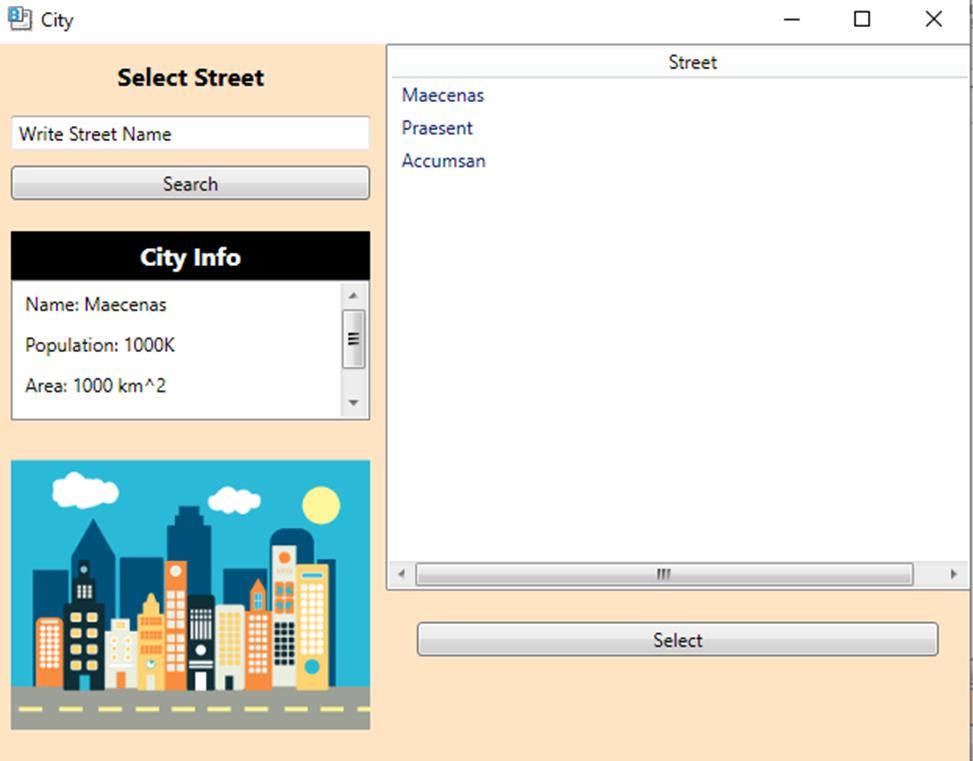 City
Select Street
Write Street Name
Search
City Info
Name: Maecenas
Population: 1000K
Area: 1000 km^2
Street
Maecenas
Praesent
Accumsan
Select